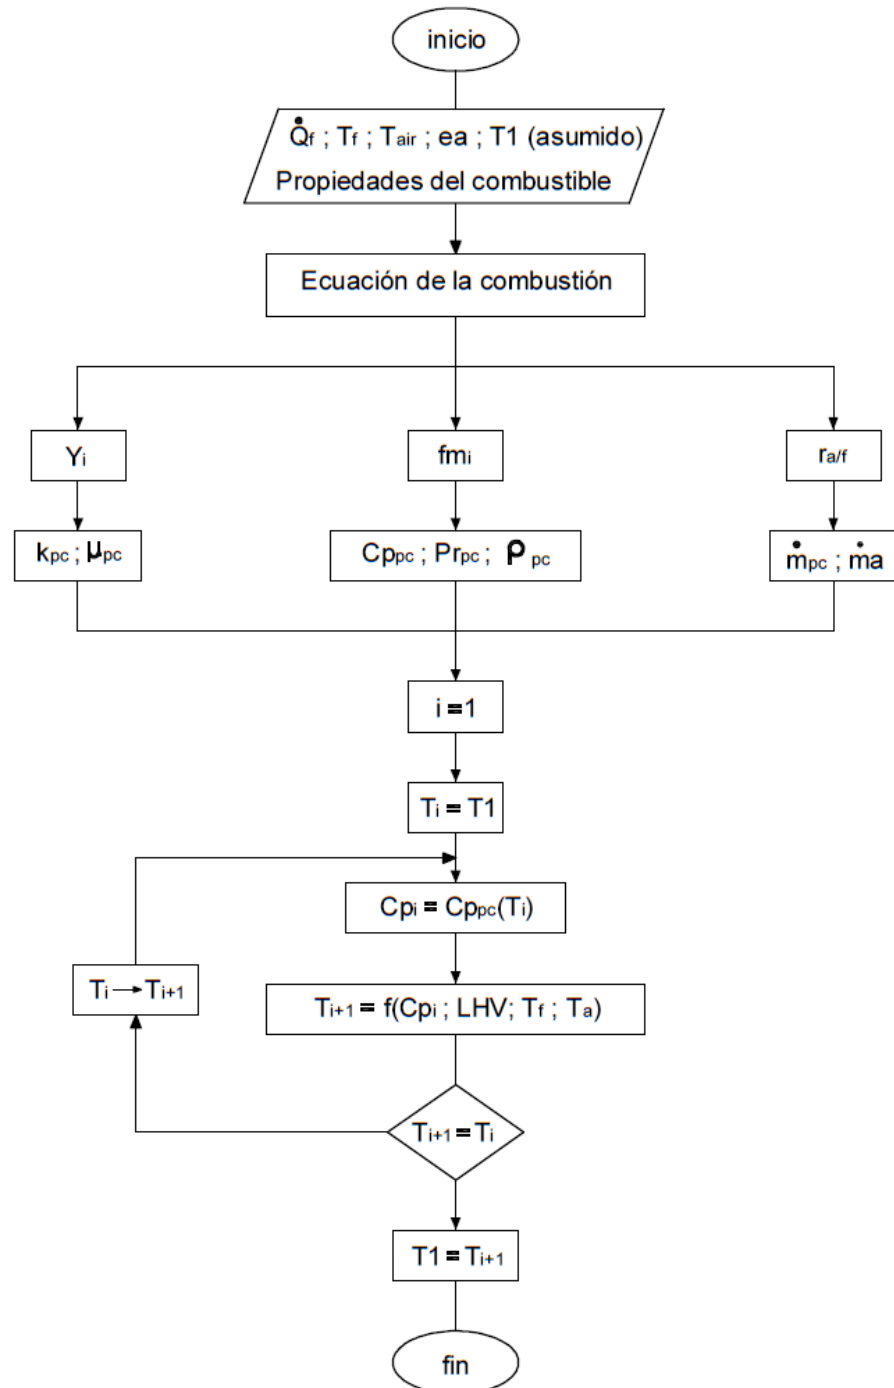 inicio
Q̇f ; Tf ; Tair ; ea ; T1 (asumido)
Propiedades del combustible
Ecuación de la combustión
Yi
fmi
ra/f
kpc ; μpc
Cppc ; Prpc ; ρpc
ṁpc ; ṁa
i = 1
Ti = T1
Cpi = Cppc(Ti)
Ti → Ti+1
Ti+1 = f(Cpi ; LHV; Tf ; Ta)
Ti+1 = Ti
T1 = Ti+1
fin